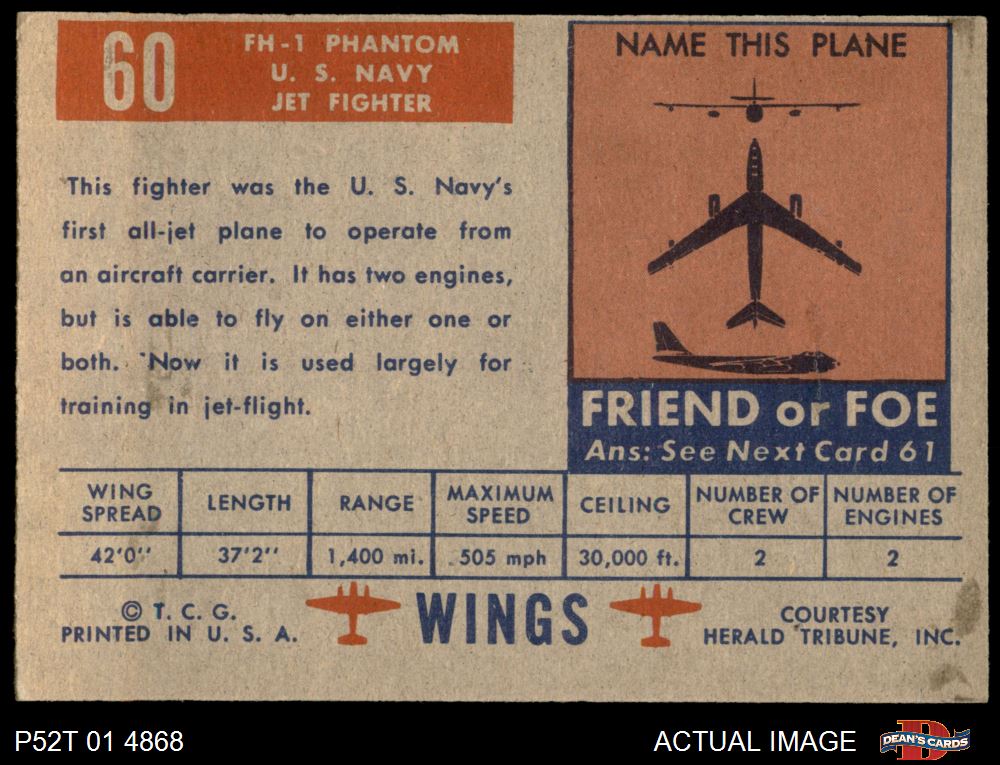 60
FH-1 PHANTOM
U. S. NAVY
JET FIGHTER
This fighter was the U. S. Navy's
first all-jet plane to operate from
an aircraft carrier. It has two engines,
but is able to fly on either one or
both. Now it is used largely for
training in jet-flight.
NAME THIS PLANE
FRIEND or FOE
Ans: See Next Card 61
WING SPREAD LENGTH RANGE MAXIMUM SPEED CEILING NUMBER OF CREW NUMBER OF ENGINES
42'0'' 37'2'' 1,400 mi. 505 mph 30,000 ft. 2 2
© T. C. G.
PRINTED IN U. S. A.
WINGS
COURTESY
HERALD TRIBUNE, INC.
P52T 01 4868
ACTUAL IMAGE
D
DEAN'S CARDS